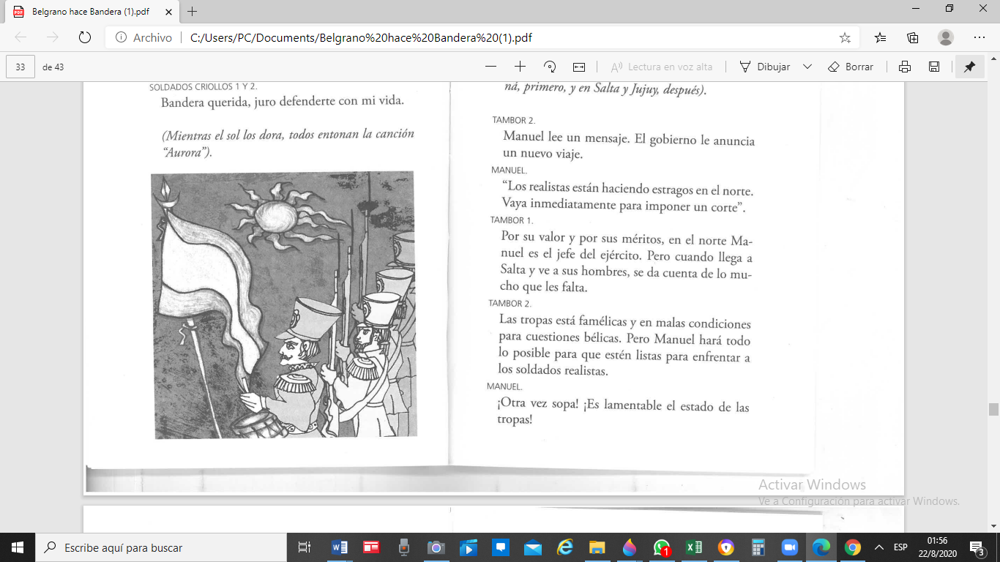 Belgrano hace Bandera (1).pdf
Archivo
C:/Users/PC/Documents/Belgrano%20hace%20Bandera%20(1).pdf
33
de 43
Lectura en voz alta
Dibujar
Borrar
SOLDADOS CRIOLLOS 1 Y 2.
Bandera querida, juro defenderte con mi vida.
(Mientras el sol los dora, todos entonan la canción
“Aurora”).
ná, primero, y en Salta y Jujuy, después).
TAMBOR 2.
Manuel lee un mensaje. El gobierno le anuncia
un nuevo viaje.
MANUEL.
“Los realistas están haciendo estragos en el norte.
Vaya inmediatamente para imponer un corte”.
TAMBOR 1.
Por su valor y por sus méritos, en el norte Ma-
nuel es el jefe del ejército. Pero cuando llega a
Salta y ve a sus hombres, se da cuenta de lo mu-
cho que les falta.
TAMBOR 2.
Las tropas está famélicas y en malas condiciones
para cuestiones bélicas. Pero Manuel hará todo
lo posible para que estén listas para enfrentar a
los soldados realistas.
MANUEL.
¡Otra vez sopa! ¡Es lamentable el estado de las
tropas!
Activar Windows
Ve a Configuración para activar Windows.
Escribe aquí para buscar
1
ESP
01:56
22/8/2020
3